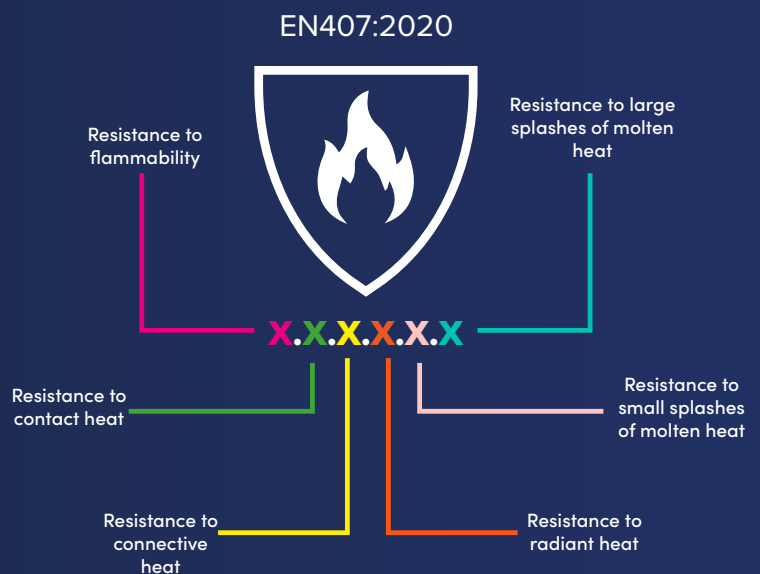 EN407:2020
Resistance to
flammability
Resistance to large
splashes of molten
heat
X.X.X.X.X.X
Resistance to
contact heat
Resistance to
small splashes
of molten heat
Resistance to
connective
heat
Resistance to
radiant heat